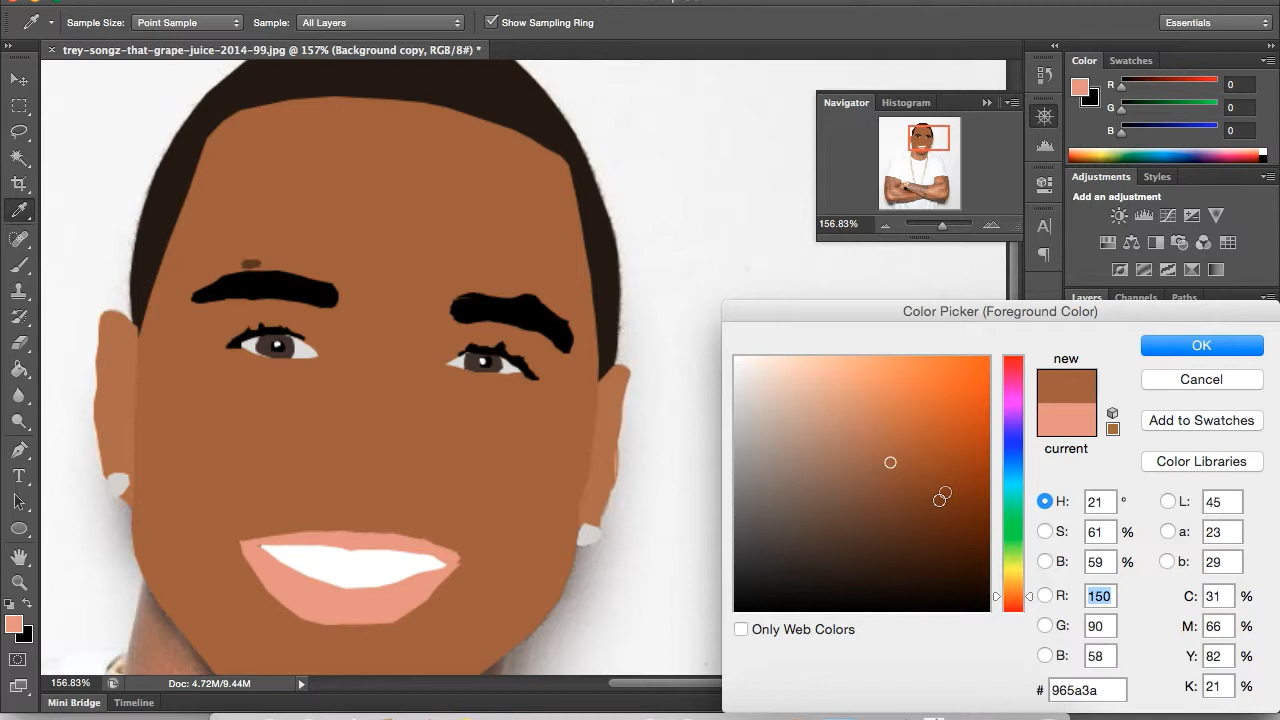 Sample Size: Point Sample Sample: All Layers Show Sampling Ring Essentials
trey-songz-that-grape-juice-2014-99.jpg @ 157% (Background copy, RGB/8#) *
Color Swatches
R 0
G 0
B 0
Navigator Histogram
156.83%
Adjustments Styles
Add an adjustment
Layers Channels Paths
Color Picker (Foreground Color)
new
current
OK
Cancel
Add to Swatches
Color Libraries
H: 21 ° L: 45
S: 61 % a: 23
B: 59 % b: 29
R: 150 C: 31 %
G: 90 M: 66 %
B: 58 Y: 82 %
# 965a3a K: 21 %
Only Web Colors
156.83% Doc: 4.72M/9.44M
Mini Bridge Timeline